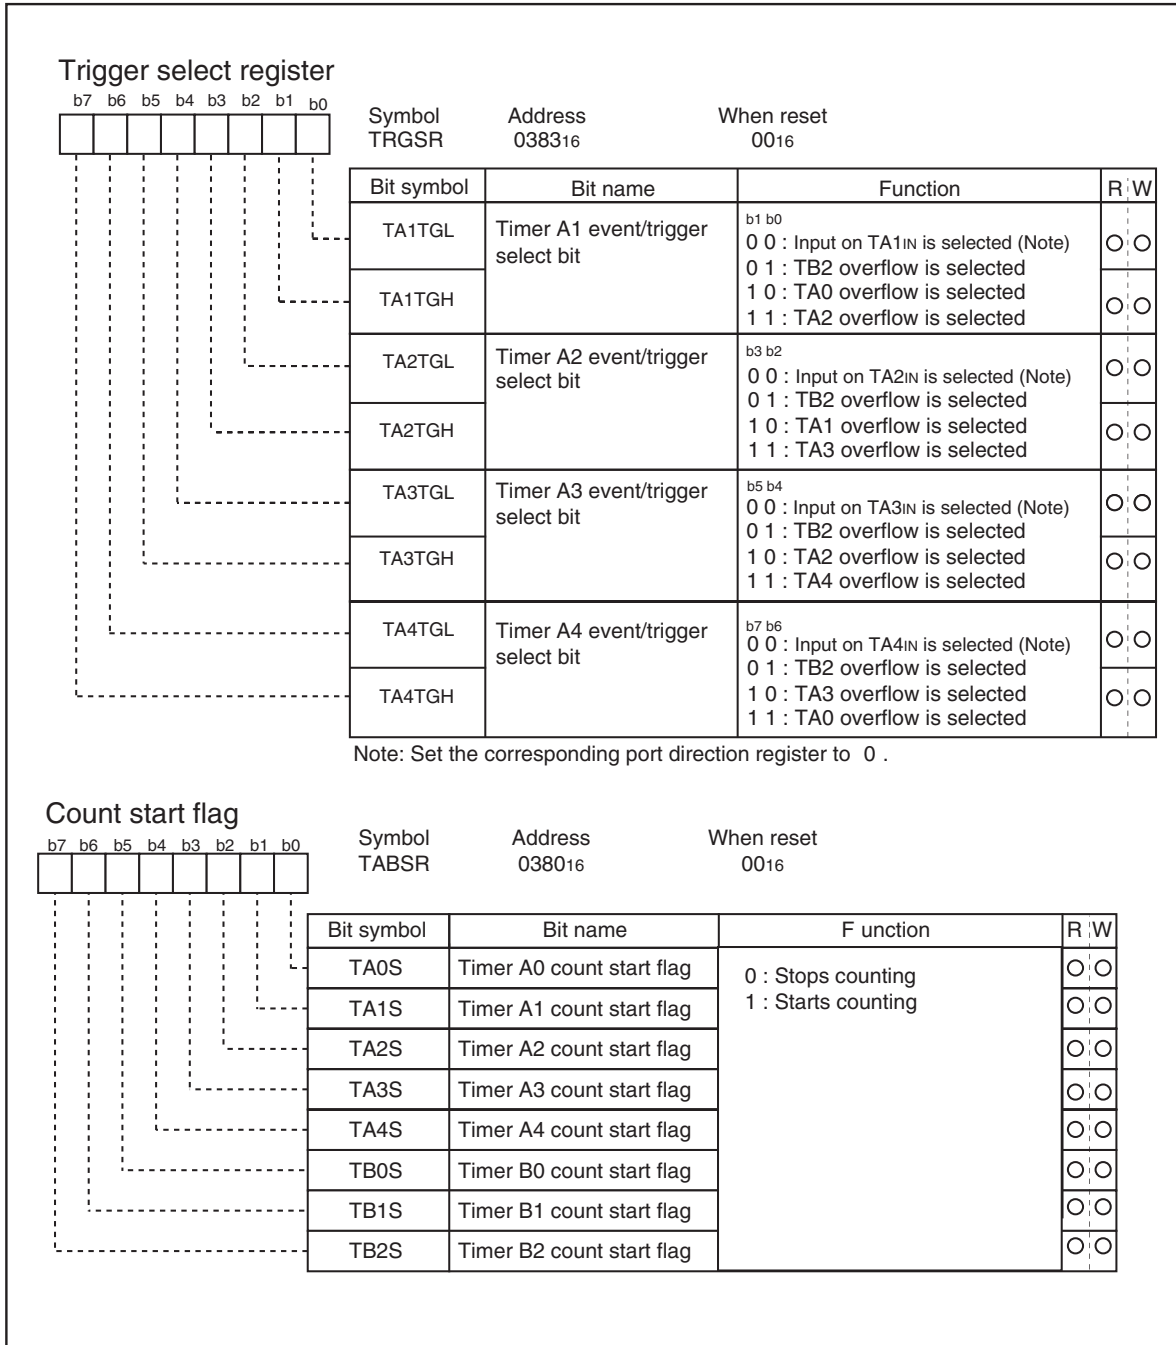 Trigger select register
b7 b6 b5 b4 b3 b2 b1 b0
Symbol Address When reset
TRGSR 038316 0016
Bit symbol Bit name Function R W
TA1TGL Timer A1 event/trigger select bit b1 b0
0 0 : Input on TA1IN is selected (Note)
0 1 : TB2 overflow is selected
TA1TGH 1 0 : TA0 overflow is selected
1 1 : TA2 overflow is selected
TA2TGL Timer A2 event/trigger select bit b3 b2
0 0 : Input on TA2IN is selected (Note)
0 1 : TB2 overflow is selected
TA2TGH 1 0 : TA1 overflow is selected
1 1 : TA3 overflow is selected
TA3TGL Timer A3 event/trigger select bit b5 b4
0 0 : Input on TA3IN is selected (Note)
0 1 : TB2 overflow is selected
TA3TGH 1 0 : TA2 overflow is selected
1 1 : TA4 overflow is selected
TA4TGL Timer A4 event/trigger select bit b7 b6
0 0 : Input on TA4IN is selected (Note)
0 1 : TB2 overflow is selected
TA4TGH 1 0 : TA3 overflow is selected
1 1 : TA0 overflow is selected
Note: Set the corresponding port direction register to 0 .
Count start flag
b7 b6 b5 b4 b3 b2 b1 b0
Symbol Address When reset
TABSR 038016 0016
Bit symbol Bit name F unction R W
TA0S Timer A0 count start flag 0 : Stops counting
1 : Starts counting
TA1S Timer A1 count start flag
TA2S Timer A2 count start flag
TA3S Timer A3 count start flag
TA4S Timer A4 count start flag
TB0S Timer B0 count start flag
TB1S Timer B1 count start flag
TB2S Timer B2 count start flag